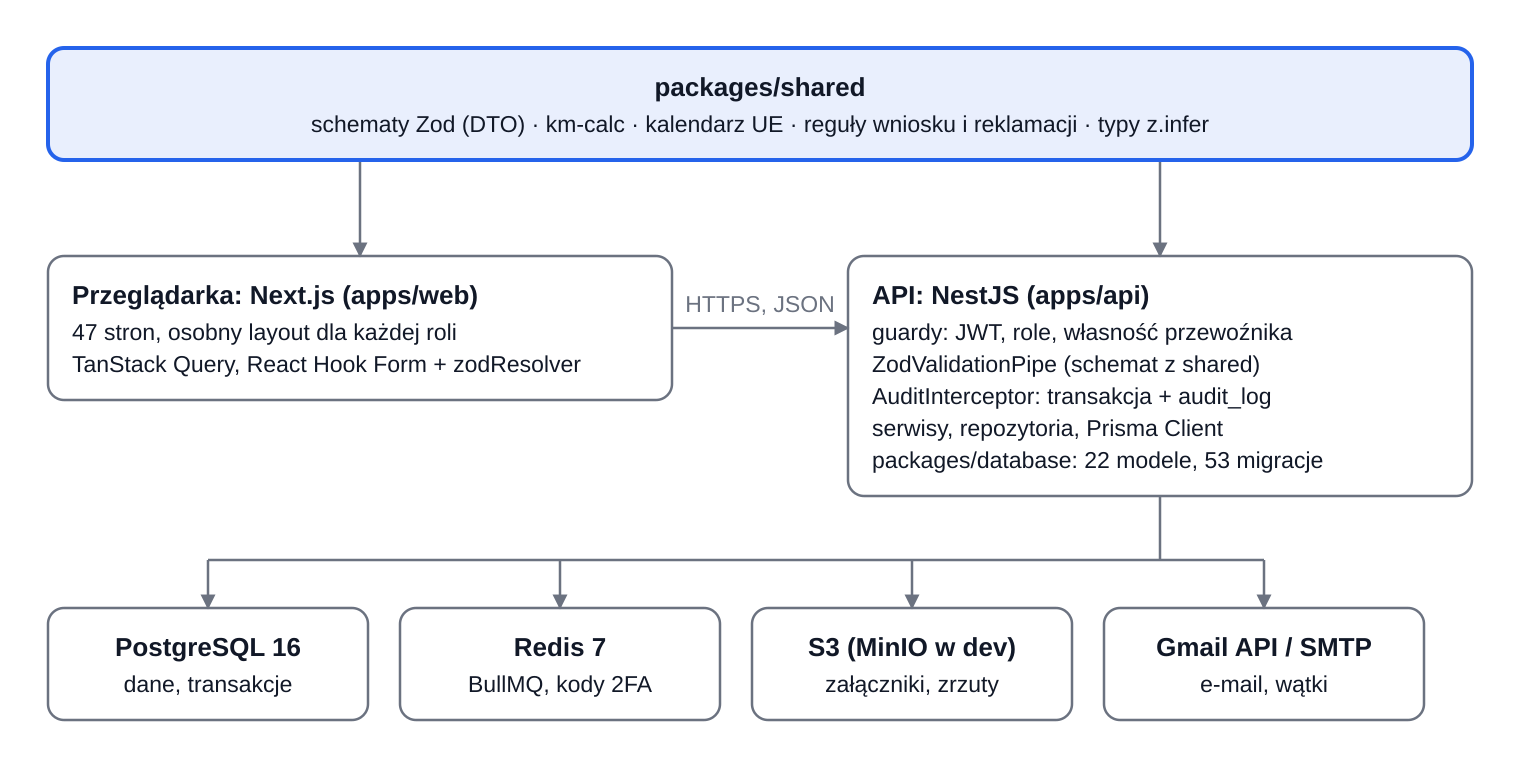 packages/shared
schematy Zod (DTO) · km-calc · kalendarz UE · reguły wniosku i reklamacji · typy z.infer
Przeglądarka: Next.js (apps/web)
47 stron, osobny layout dla każdej roli
TanStack Query, React Hook Form + zodResolver
HTTPS, JSON
API: NestJS (apps/api)
guardy: JWT, role, własność przewoźnika
ZodValidationPipe (schemat z shared)
AuditInterceptor: transakcja + audit_log
serwisy, repozytoria, Prisma Client
packages/database: 22 modele, 53 migracje
PostgreSQL 16
dane, transakcje
Redis 7
BullMQ, kody 2FA
S3 (MinIO w dev)
załączniki, zrzuty
Gmail API / SMTP
e-mail, wątki